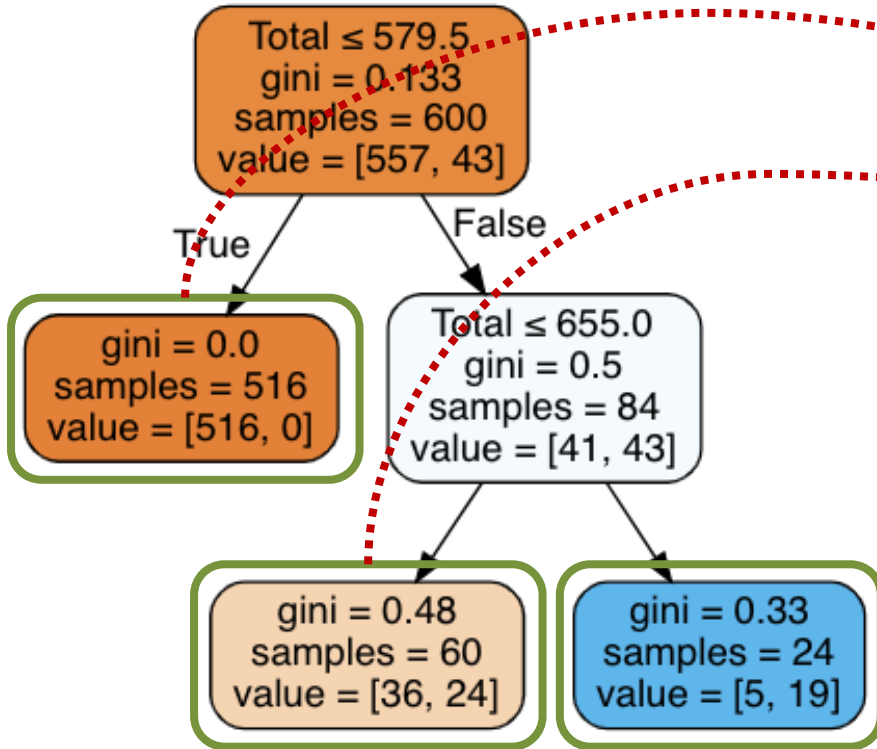 Total ≤ 579.5
gini = 0.133
samples = 600
value = [557, 43]
True
False
gini = 0.0
samples = 516
value = [516, 0]
Total ≤ 655.0
gini = 0.5
samples = 84
value = [41, 43]
gini = 0.48
samples = 60
value = [36, 24]
gini = 0.33
samples = 24
value = [5, 19]